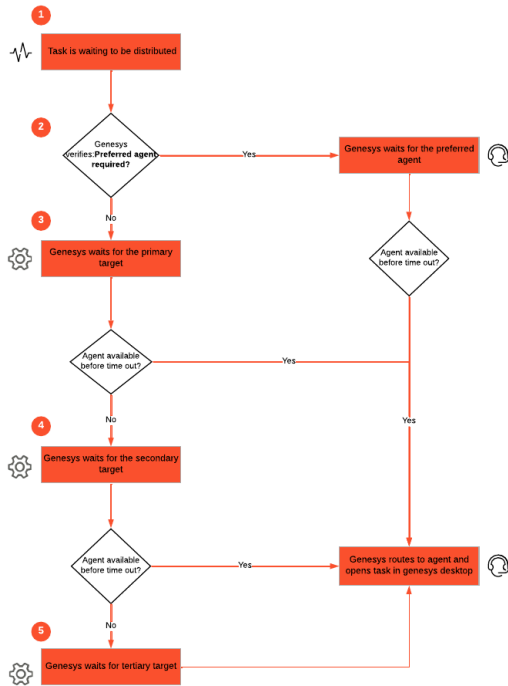 1
Task is waiting to be distributed
2
Genesys
verifies:Preferred agent
required?
Yes
Genesys waits for the preferred
agent
No
3
Genesys waits for the primary
target
Agent available
before time out?
Agent available
before time out?
Yes
No
Yes
4
Genesys waits for the secondary
target
Agent available
before time out?
Yes
Genesys routes to agent and
opens task in genesys desktop
No
5
Genesys waits for tertiary target